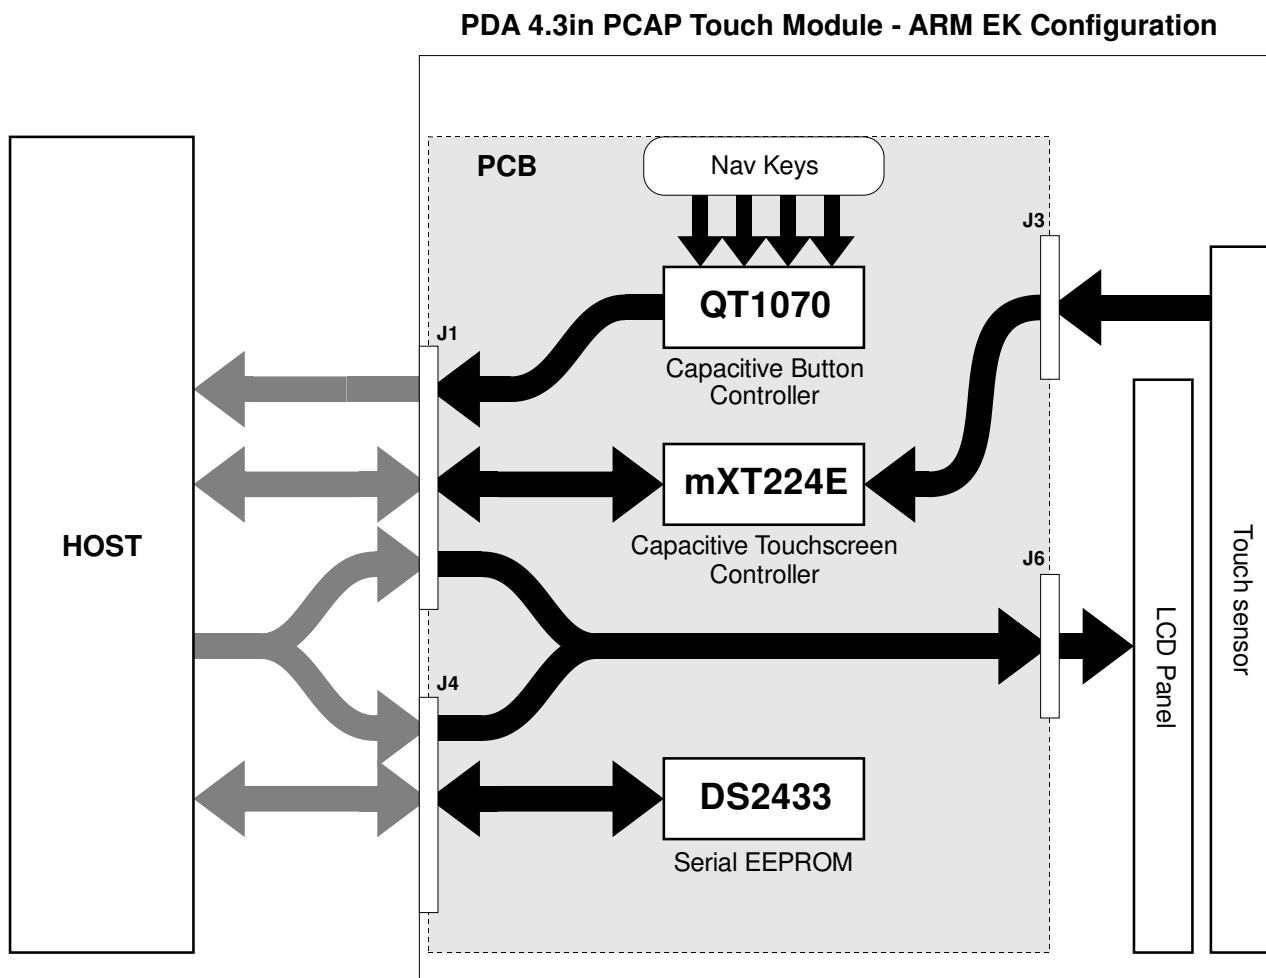 PDA 4.3in PCAP Touch Module - ARM EK Configuration
PCB
Nav Keys
J3
QT1070
J1
Capacitive Button
Controller
mXT224E
HOST
Capacitive Touchscreen
Controller
J6
Touch sensor
LCD Panel
J4
DS2433
Serial EEPROM